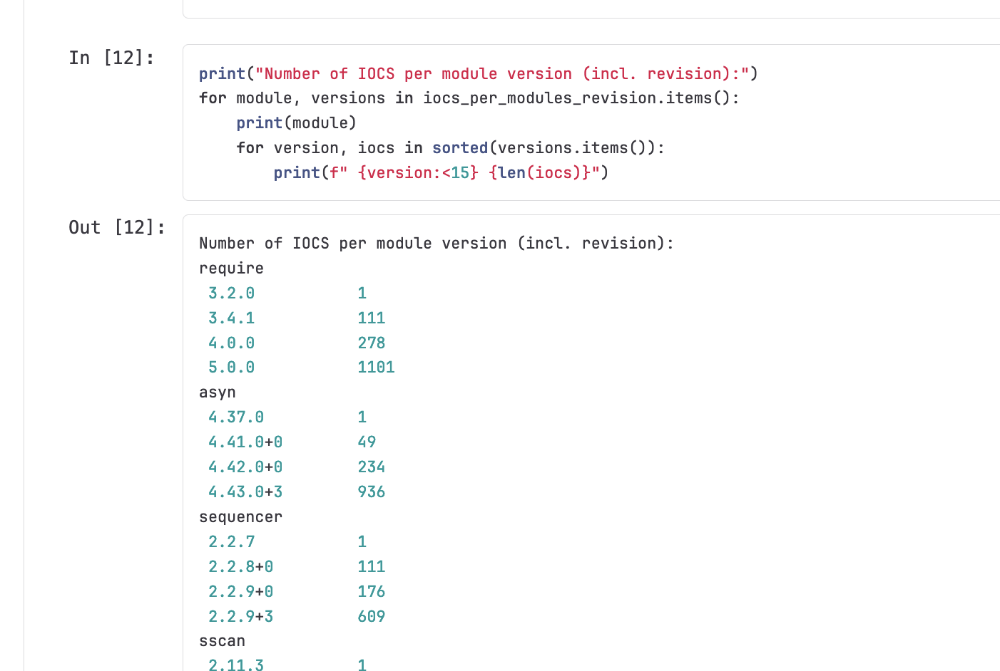 In [12]:
print("Number of IOCS per module version (incl. revision):")
for module, versions in iocs_per_modules_revision.items():
    print(module)
    for version, iocs in sorted(versions.items()):
        print(f" {version:<15} {len(iocs)}")
Out [12]:
Number of IOCS per module version (incl. revision):
require
 3.2.0           1
 3.4.1           111
 4.0.0           278
 5.0.0           1101
asyn
 4.37.0          1
 4.41.0+0        49
 4.42.0+0        234
 4.43.0+3        936
sequencer
 2.2.7           1
 2.2.8+0         111
 2.2.9+0         176
 2.2.9+3         609
sscan
 2.11.3          1